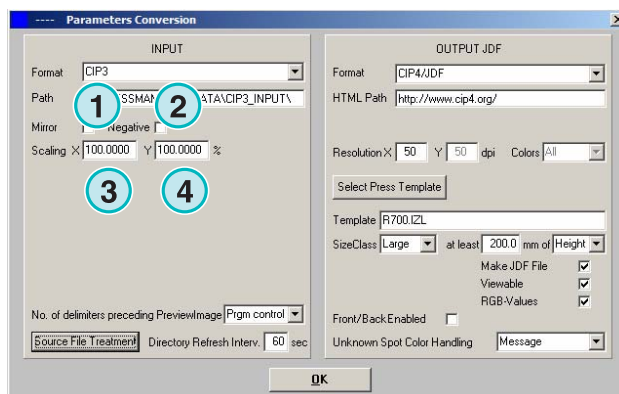 ---- Parameters Conversion
INPUT
Format CIP3
Path SSMAN ATA\CIP3_INPUT\
1 2
Mirror Negative
Scaling X 100.0000 Y 100.0000 %
3 4
No. of delimiters preceding PreviewImage Prgm control
Source File Treatment Directory Refresh Interv. 60 sec
OUTPUT JDF
Format CIP4/JDF
HTML Path http://www.cip4.org/
Resolution X 50 Y 50 dpi Colors All
Select Press Template
Template R700.IZL
SizeClass Large at least 200.0 mm of Height
Make JDF File
Viewable
RGB-Values
Front/Back Enabled
Unknown Spot Color Handling Message
OK